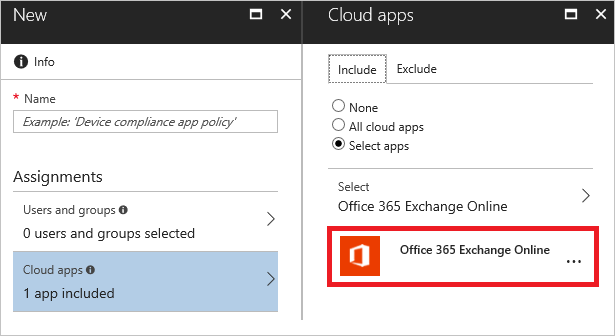 New
Info
* Name
Example: 'Device compliance app policy'
Assignments
Users and groups
0 users and groups selected
Cloud apps
1 app included
Cloud apps
Include Exclude
None
All cloud apps
Select apps
Select
Office 365 Exchange Online
Office 365 Exchange Online
...